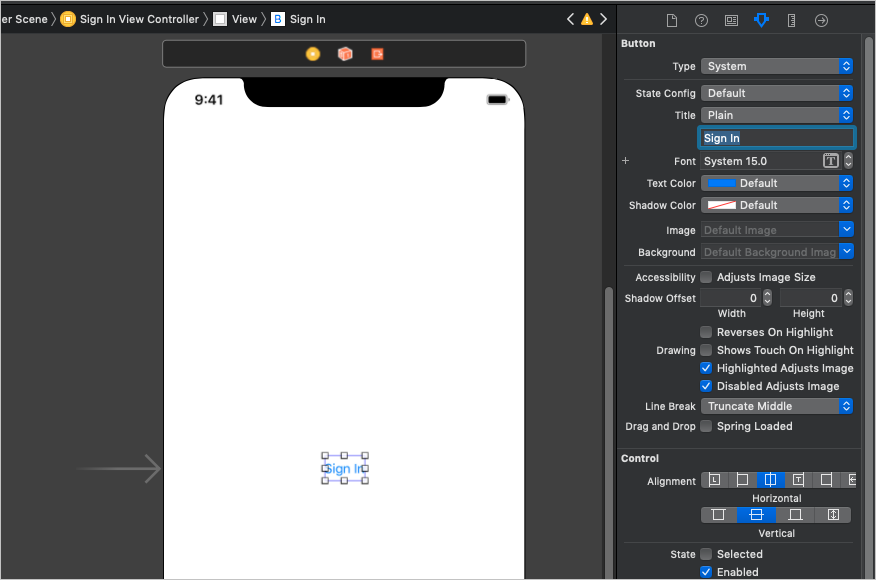 er Scene Sign In View Controller View B Sign In
Button
9:41
Type System
State Config Default
Title Plain
Sign In
+ Font System 15.0 T
Text Color Default
Shadow Color Default
Image Default Image
Background Default Background Imag
Accessibility Adjusts Image Size
Shadow Offset 0 0
Width Height
Reverses On Highlight
Drawing Shows Touch On Highlight
Highlighted Adjusts Image
Disabled Adjusts Image
Line Break Truncate Middle
Drag and Drop Spring Loaded
Sign In
Control
Alignment L T
Horizontal
Vertical
State Selected
Enabled